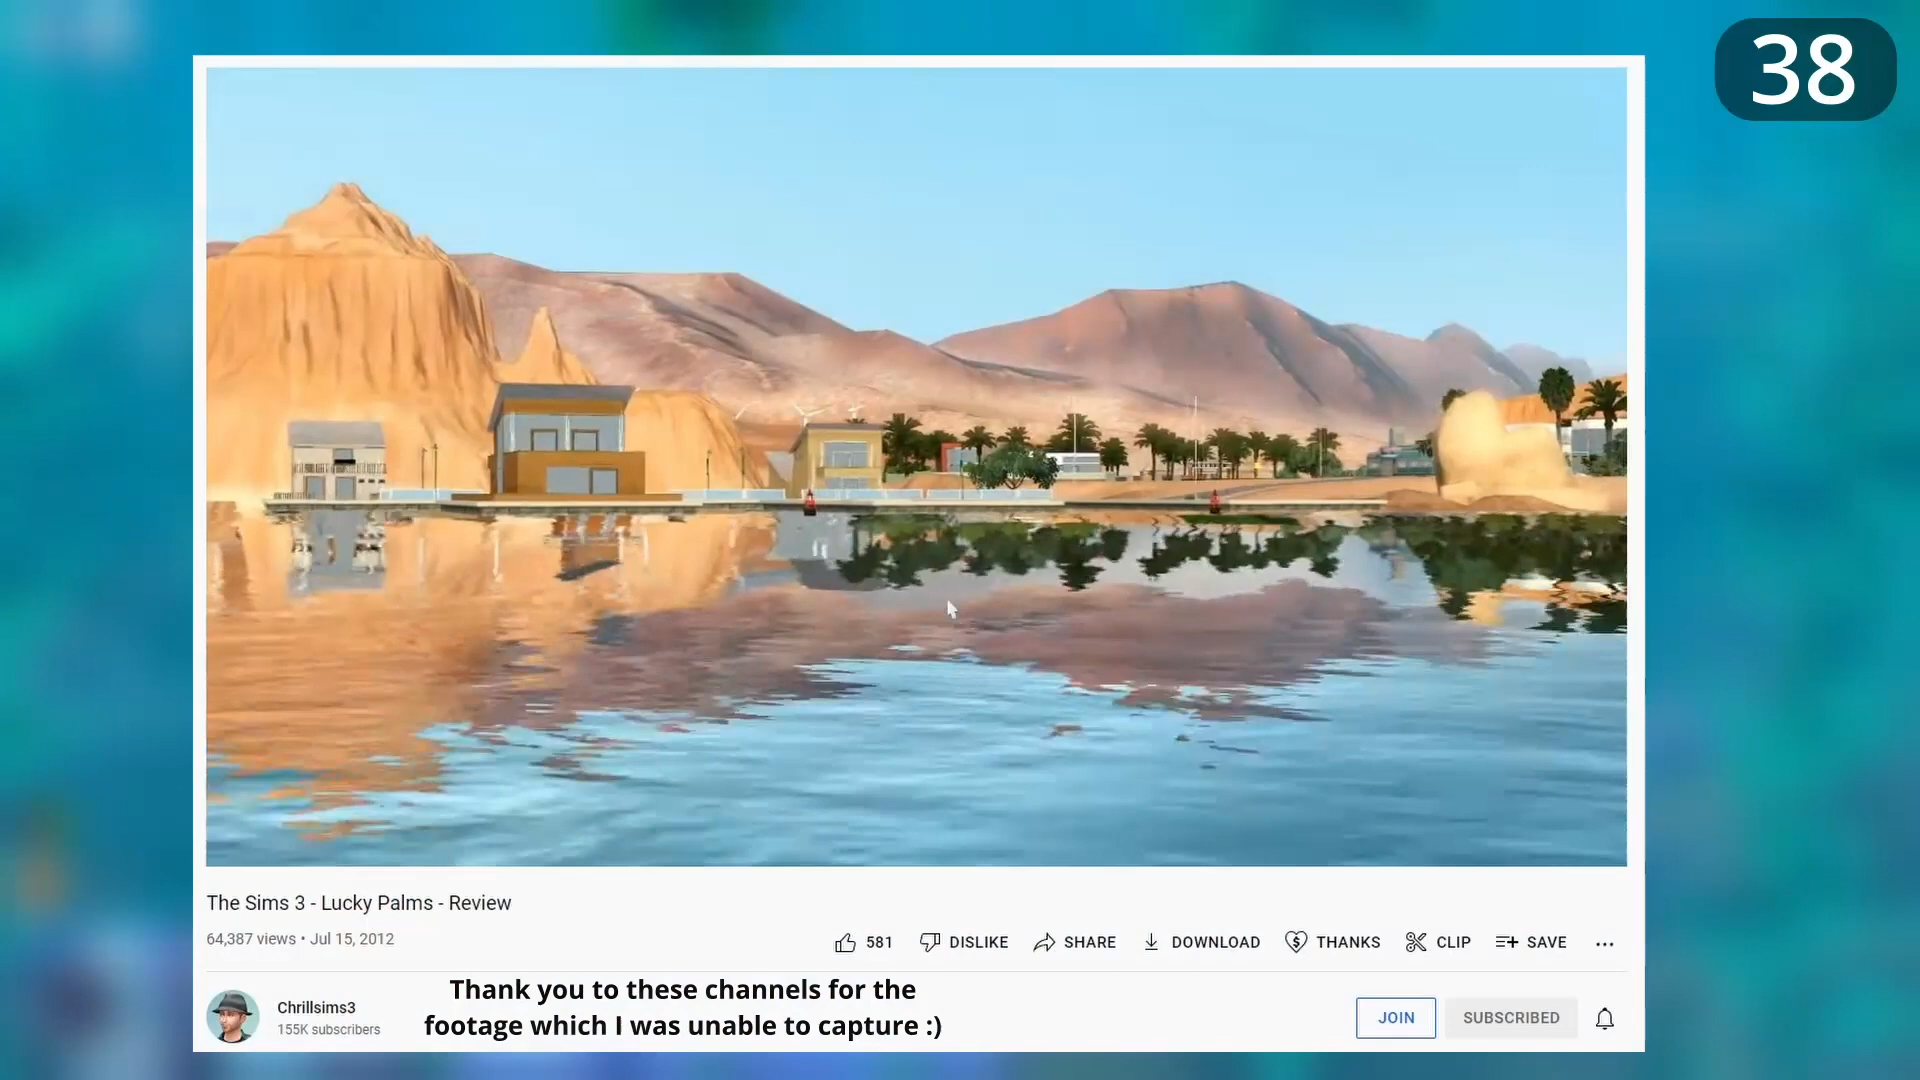 38
The Sims 3 - Lucky Palms - Review
64,387 views • Jul 15, 2012
581 DISLIKE SHARE DOWNLOAD THANKS CLIP SAVE ...
Chrillsims3
155K subscribers
Thank you to these channels for the
footage which I was unable to capture :)
JOIN SUBSCRIBED